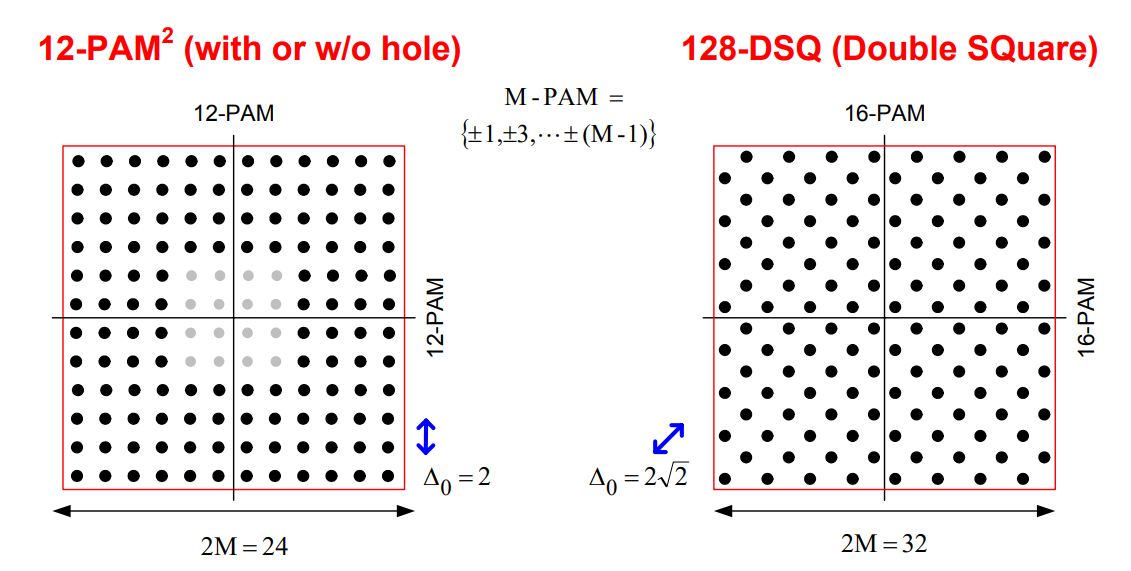 12-PAM² (with or w/o hole)
128-DSQ (Double SQuare)
M-PAM =
{±1,±3,⋯±(M-1)}
12-PAM
16-PAM
12-PAM
16-PAM
Δ₀ = 2
Δ₀ = 2√2
2M = 24
2M = 32